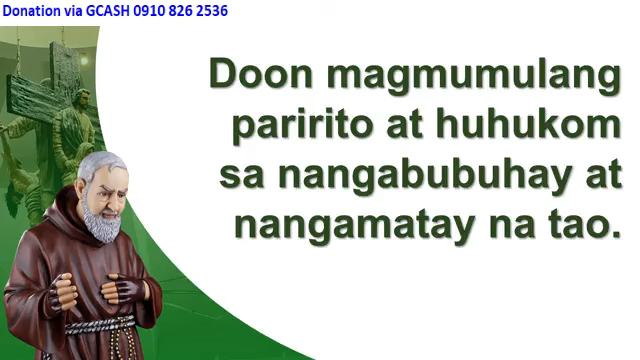 Donation via GCASH 0910 826 2536
Doon magmumulang
paririto at huhukom
sa nangabubuhay at
nangamatay na tao.